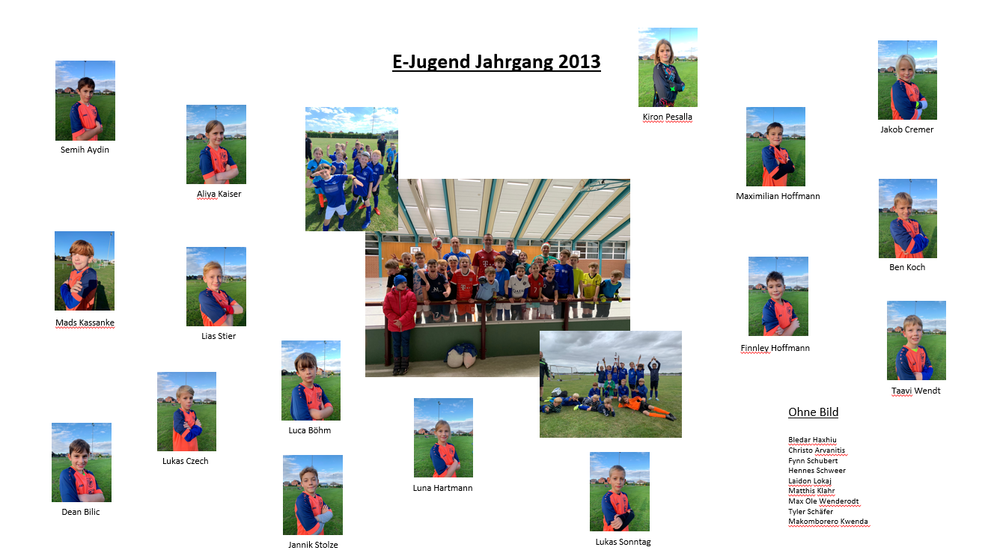 E-Jugend Jahrgang 2013
Kiron Pesalla
Jakob Cremer
Semih Aydin
Aliya Kaiser
Maximilian Hoffmann
Ben Koch
Mads Kassanke
Lias Stier
Finnley Hoffmann
Taavi Wendt
Luca Böhm
Lukas Czech
Luna Hartmann
Dean Bilic
Jannik Stolze
Lukas Sonntag
Ohne Bild
Bledar Haxhiu
Christo Arvanitis
Fynn Schubert
Hennes Schweer
Laidon Lokaj
Matthis Klahr
Max Ole Wenderodt
Tyler Schäfer
Makomborero Kwenda